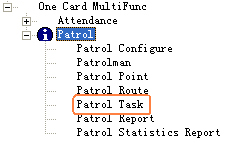 One Card MultiFunc
Attendance
Patrol
Patrol Configure
Patrolman
Patrol Point
Patrol Route
Patrol Task
Patrol Report
Patrol Statistics Report